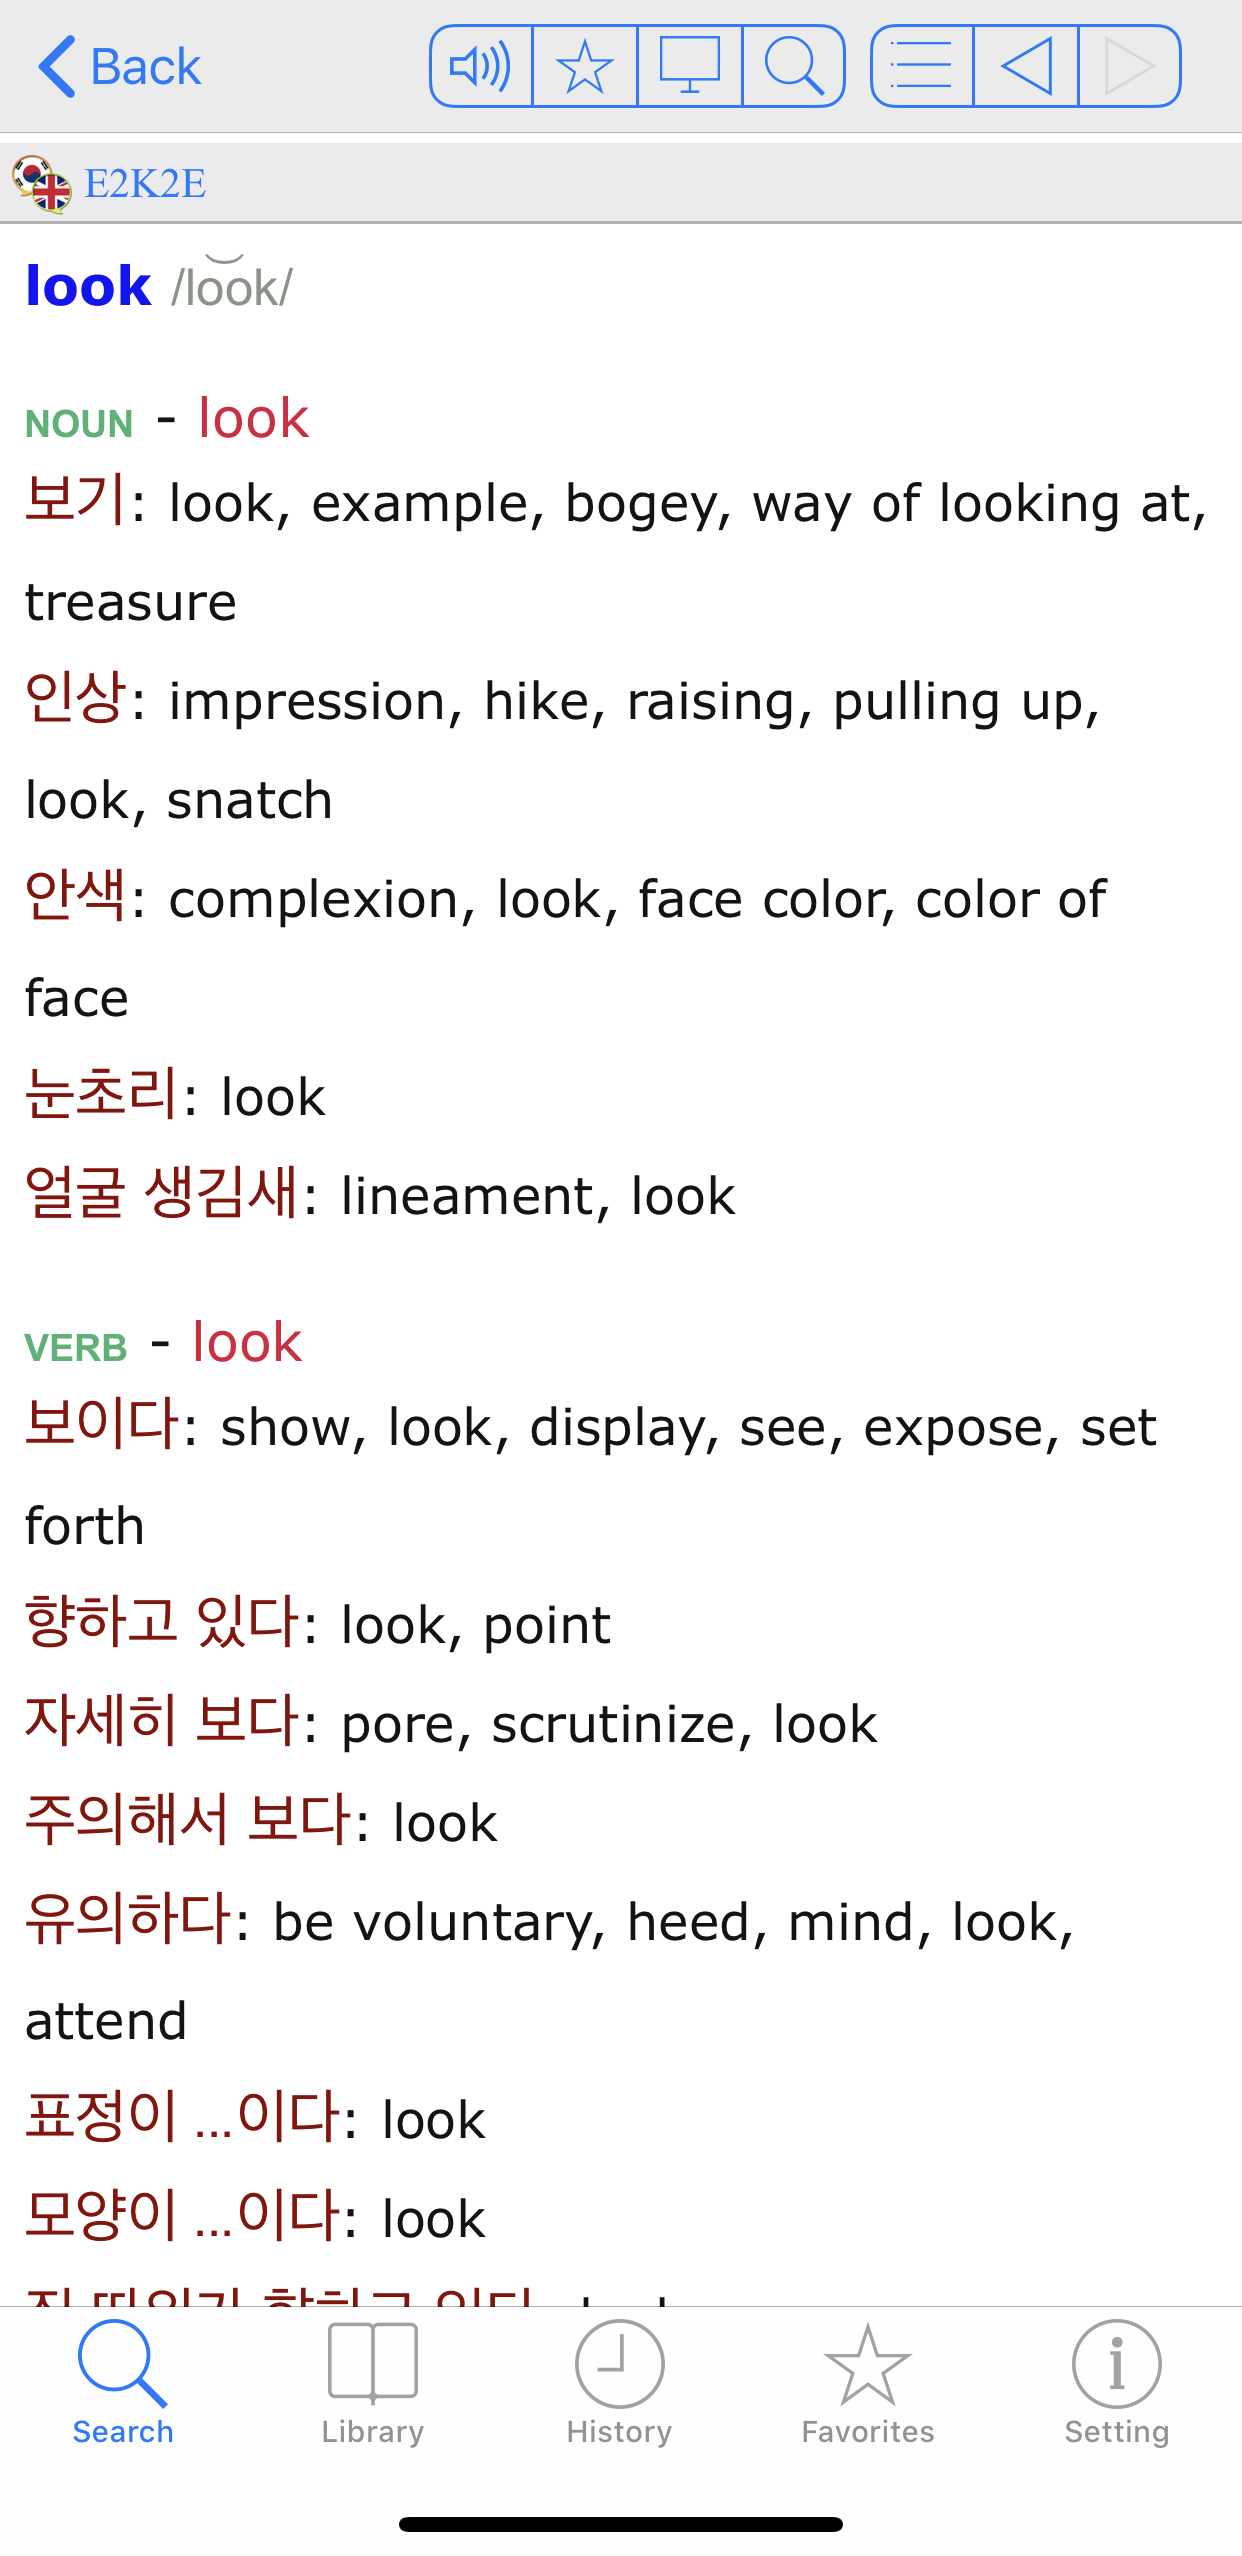 Back
E2K2E
look /lo͝ok/
NOUN - look
보기: look, example, bogey, way of looking at,
treasure
인상: impression, hike, raising, pulling up,
look, snatch
안색: complexion, look, face color, color of
face
눈초리: look
얼굴 생김새: lineament, look
VERB - look
보이다: show, look, display, see, expose, set
forth
향하고 있다: look, point
자세히 보다: pore, scrutinize, look
주의해서 보다: look
유의하다: be voluntary, heed, mind, look,
attend
표정이 ...이다: look
모양이 ...이다: look
Search Library History Favorites Setting